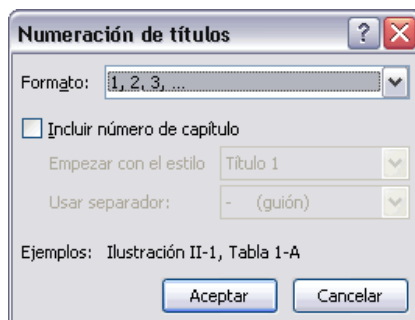 Numeración de títulos
Formato: 1, 2, 3, ...
Incluir número de capítulo
Empezar con el estilo Título 1
Usar separador: - (guión)
Ejemplos: Ilustración II-1, Tabla 1-A
Aceptar Cancelar